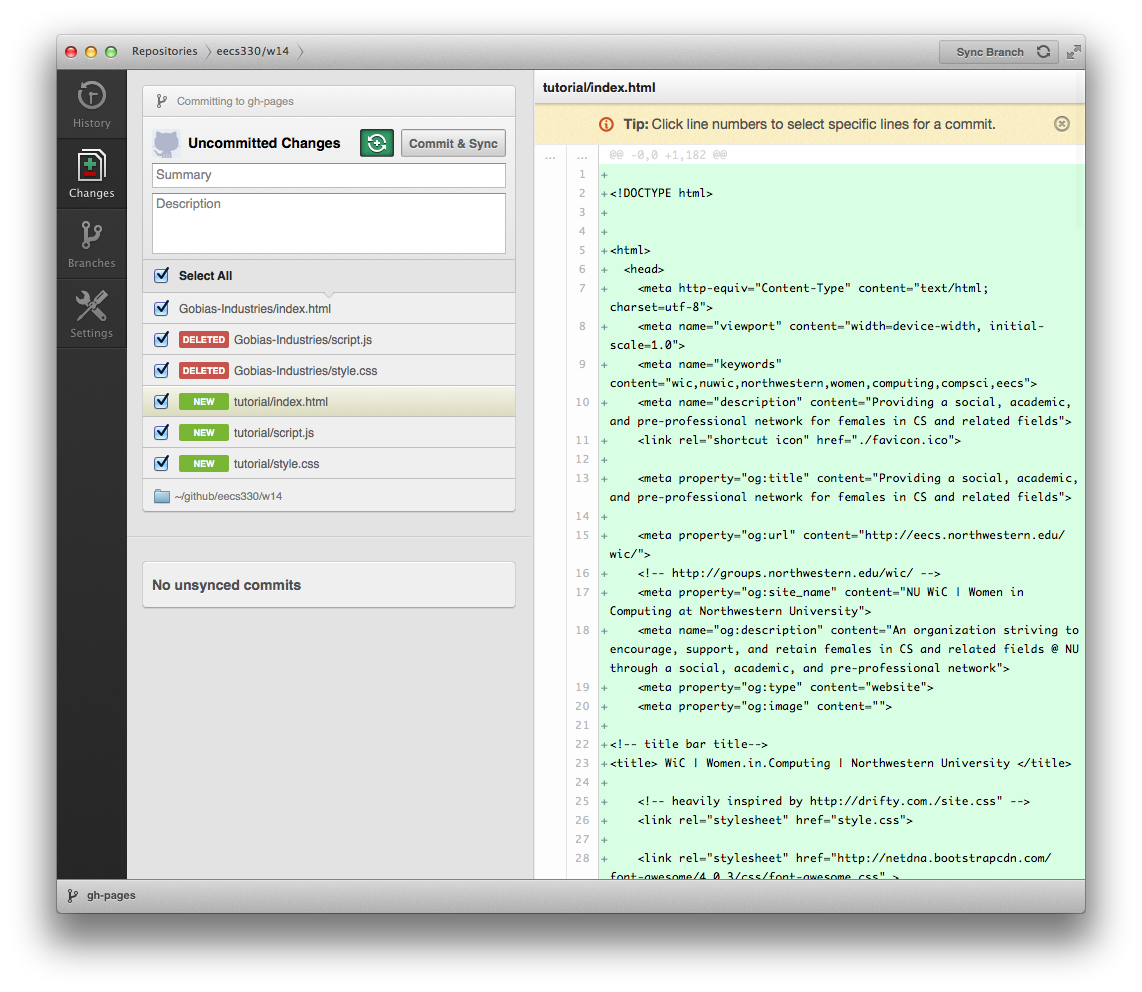 Repositories eecs330/w14 Sync Branch
History
Changes
Branches
Settings
Committing to gh-pages
Uncommitted Changes Commit & Sync
Summary
Description
Select All
Gobias-Industries/index.html
DELETED Gobias-Industries/script.js
DELETED Gobias-Industries/style.css
NEW tutorial/index.html
NEW tutorial/script.js
NEW tutorial/style.css
~/github/eecs330/w14
No unsynced commits
tutorial/index.html
Tip: Click line numbers to select specific lines for a commit.
... ... @@ -0,0 +1,182 @@
1 +
2 +<!DOCTYPE html>
3 +
4 +
5 +<html>
6 +  <head>
7 +    <meta http-equiv="Content-Type" content="text/html;
charset=utf-8">
8 +    <meta name="viewport" content="width=device-width, initial-
scale=1.0">
9 +    <meta name="keywords"
content="wic,nuwic,northwestern,women,computing,compsci,eecs">
10 +    <meta name="description" content="Providing a social, academic,
and pre-professional network for females in CS and related fields">
11 +    <link rel="shortcut icon" href="./favicon.ico">
12 +
13 +    <meta property="og:title" content="Providing a social, academic,
and pre-professional network for females in CS and related fields">
14 +
15 +    <meta property="og:url" content="http://eecs.northwestern.edu/
wic/">
16 +    <!-- http://groups.northwestern.edu/wic/ -->
17 +    <meta property="og:site_name" content="NU WiC | Women in
Computing at Northwestern University">
18 +    <meta name="og:description" content="An organization striving to
encourage, support, and retain females in CS and related fields @ NU
through a social, academic, and pre-professional network">
19 +    <meta property="og:type" content="website">
20 +    <meta property="og:image" content="">
21 +
22 +<!-- title bar title-->
23 +<title> WiC | Women.in.Computing | Northwestern University </title>
24 +
25 +    <!-- heavily inspired by http://drifty.com./site.css" -->
26 +    <link rel="stylesheet" href="style.css">
27 +
28 +    <link rel="stylesheet" href="http://netdna.bootstrapcdn.com/
font-awesome/4.0.3/css/font-awesome.css" >
gh-pages